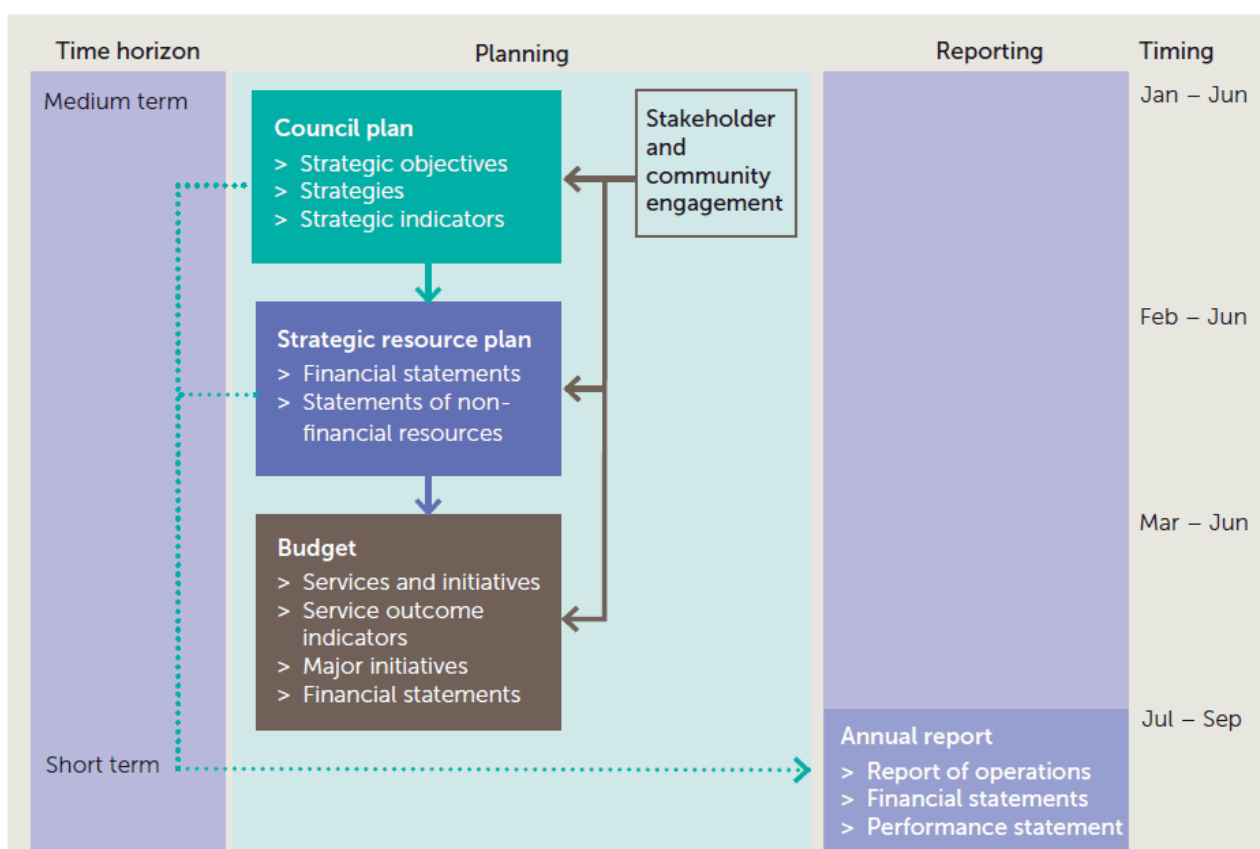 Time horizon
Planning
Reporting
Timing
Medium term
Jan – Jun
Council plan
> Strategic objectives
> Strategies
> Strategic indicators
Stakeholder
and
community
engagement
Feb – Jun
Strategic resource plan
> Financial statements
> Statements of non-
financial resources
Mar – Jun
Budget
> Services and initiatives
> Service outcome
indicators
> Major initiatives
> Financial statements
Jul – Sep
Short term
Annual report
> Report of operations
> Financial statements
> Performance statement